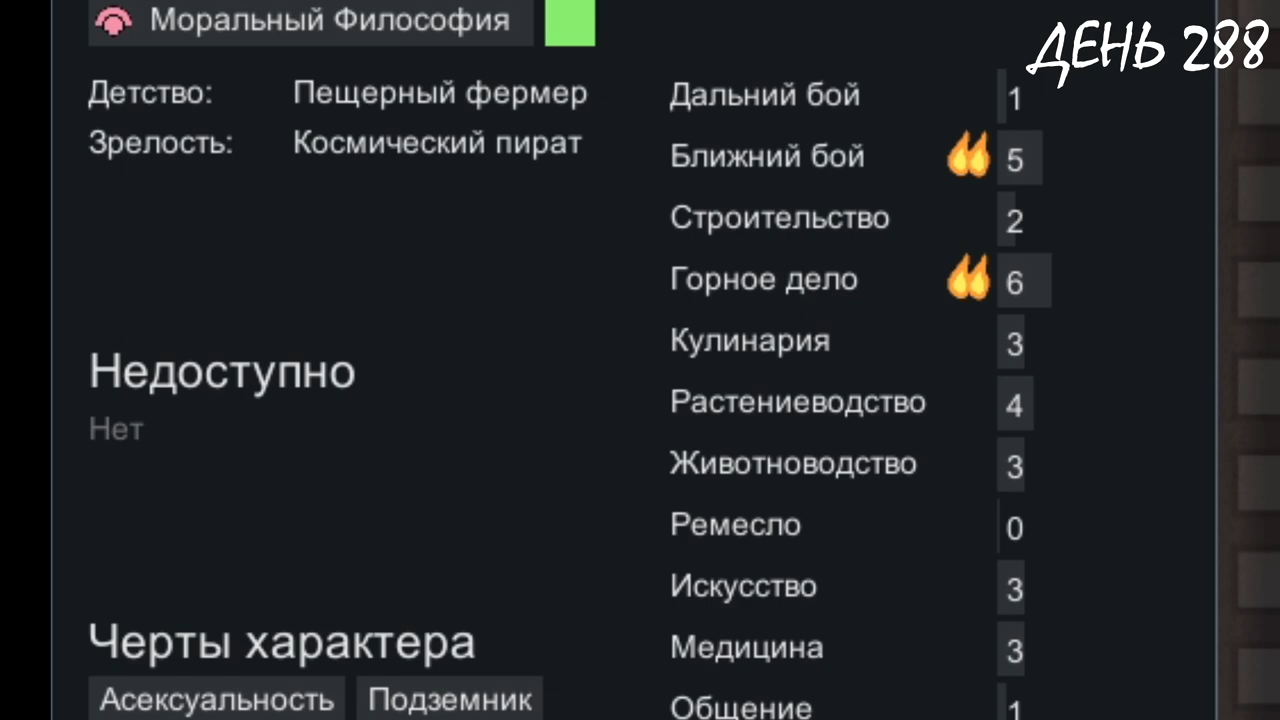 Моральный Философия
ДЕНЬ 288
Детство: Пещерный фермер
Зрелость: Космический пират
Недоступно
Нет
Черты характера
Асексуальность Подземник
Дальний бой 1
Ближний бой 5
Строительство 2
Горное дело 6
Кулинария 3
Растениеводство 4
Животноводство 3
Ремесло 0
Искусство 3
Медицина 3
Общение 1